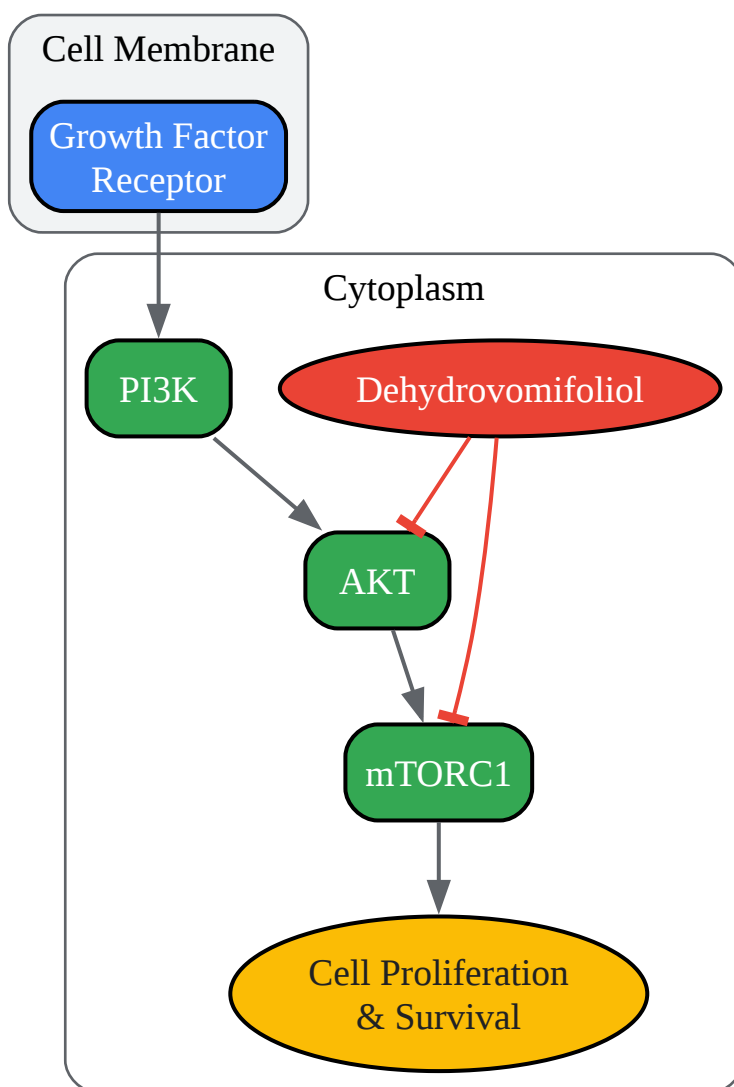 Cell Membrane
Growth Factor
Receptor
Cytoplasm
PI3K
Dehydrovomifoliol
AKT
mTORC1
Cell Proliferation
& Survival